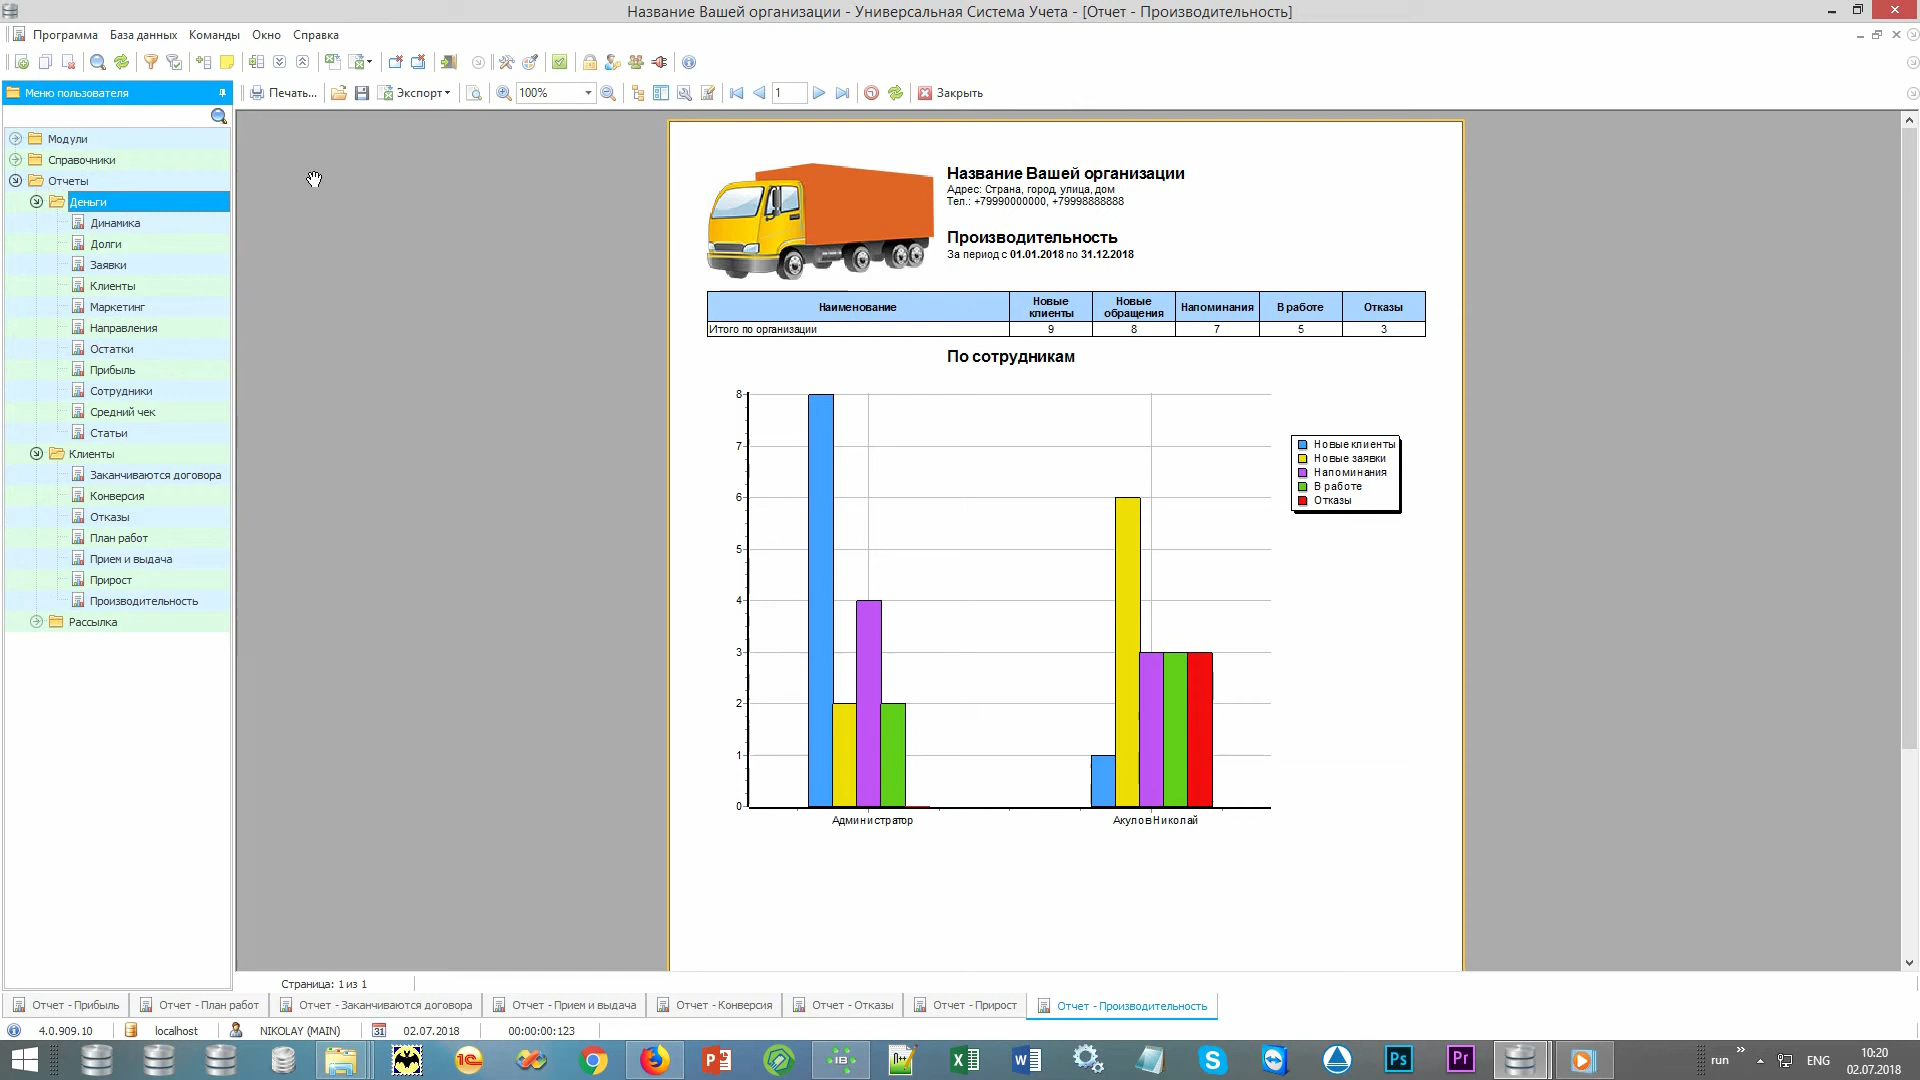 Название Вашей организации - Универсальная Система Учета - [Отчет - Производительность]
Программа База данных Команды Окно Справка
Меню пользователя
Печать... Экспорт 100% 1 Закрыть
Модули
Справочники
Отчеты
Деньги
Динамика
Долги
Заявки
Клиенты
Маркетинг
Направления
Остатки
Прибыль
Сотрудники
Средний чек
Статьи
Клиенты
Заканчиваются договора
Конверсия
Отказы
План работ
Прием и выдача
Прирост
Производительность
Рассылка
Название Вашей организации
Адрес: Страна, город, улица, дом
Тел.: +79990000000, +79998888888
Производительность
За период с 01.01.2018 по 31.12.2018
Наименование Новые клиенты Новые обращения Напоминания В работе Отказы
Итого по организации 9 8 7 5 3
По сотрудникам
8
7
6
5
4
3
2
1
0
Администратор Акулов Николай
Новые клиенты
Новые заявки
Напоминания
В работе
Отказы
Страница: 1 из 1
Отчет - Прибыль Отчет - План работ Отчет - Заканчиваются договора Отчет - Прием и выдача Отчет - Конверсия Отчет - Отказы Отчет - Прирост Отчет - Производительность
4.0.909.10 localhost NIKOLAY (MAIN) 31 02.07.2018 00:00:00:123
run ENG 10:20
02.07.2018